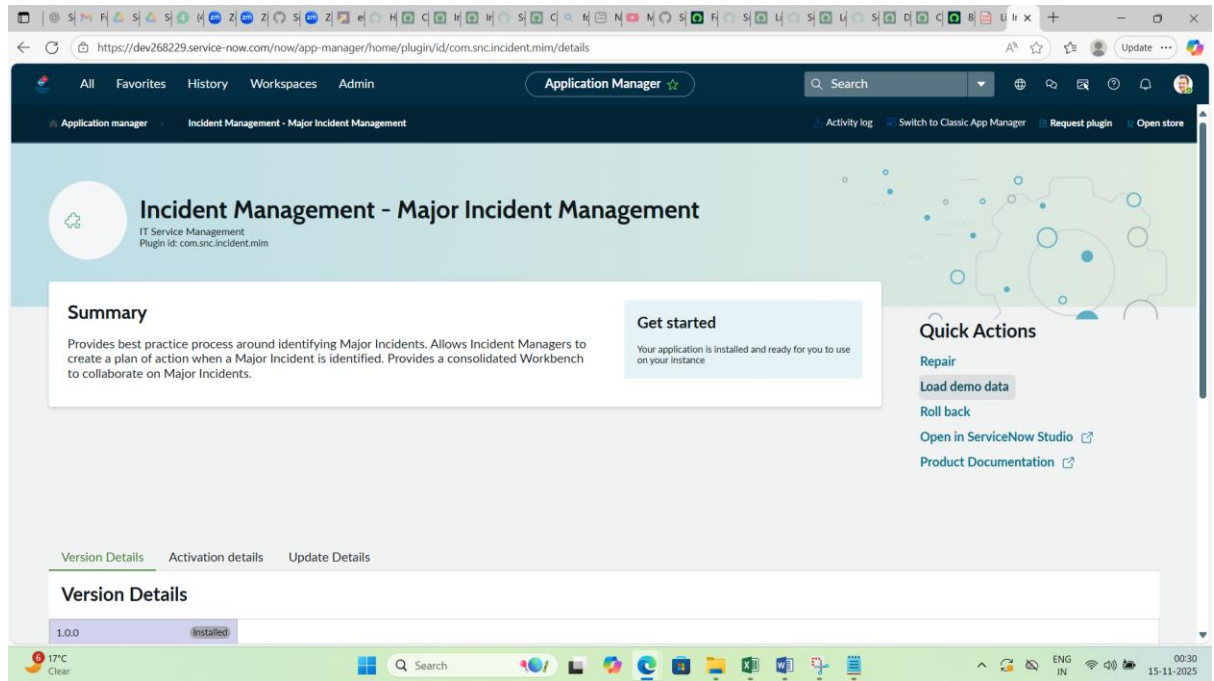 https://dev268229.service-now.com/now/app-manager/home/plugin/id/com.snc.incident.mim/details
Update
All Favorites History Workspaces Admin
Application Manager
Search
Application manager
Incident Management - Major Incident Management
Activity log
Switch to Classic App Manager
Request plugin
Open store
Incident Management - Major Incident Management
IT Service Management
Plugin id: com.snc.incident.mim
Summary
Provides best practice process around identifying Major Incidents. Allows Incident Managers to
create a plan of action when a Major Incident is identified. Provides a consolidated Workbench
to collaborate on Major Incidents.
Get started
Your application is installed and ready for you to use
on your instance
Quick Actions
Repair
Load demo data
Roll back
Open in ServiceNow Studio
Product Documentation
Version Details Activation details Update Details
Version Details
1.0.0 Installed
6
17°C
Clear
Search
ENG
IN
00:30
15-11-2025